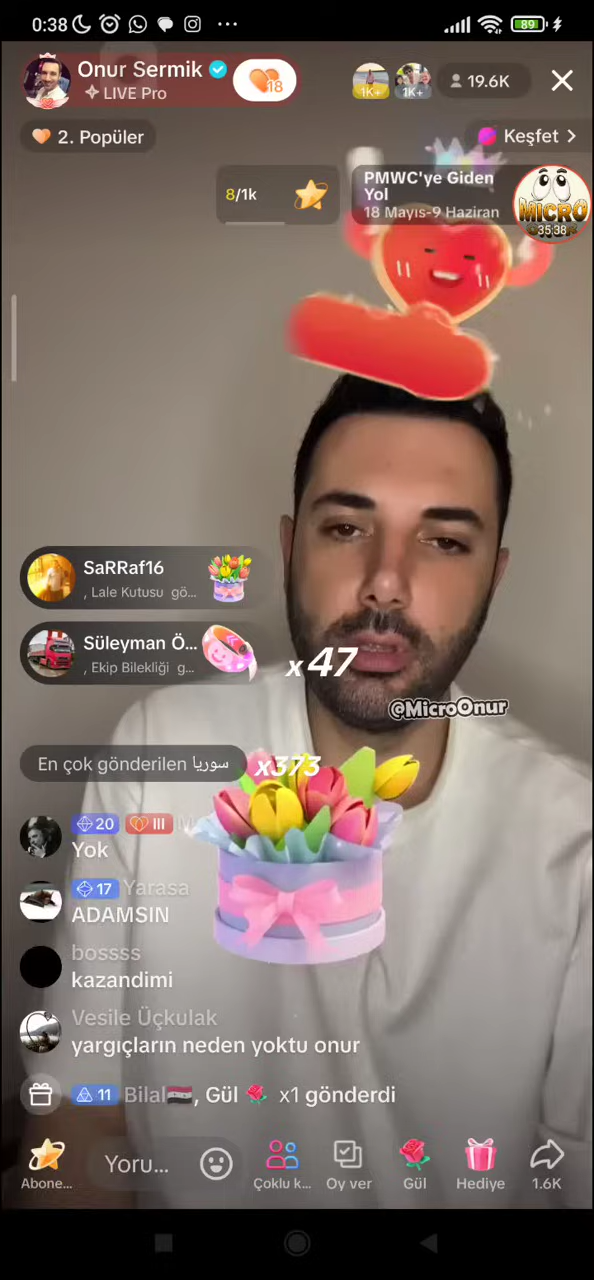 0:38
89
Onur Sermik
LIVE Pro
18
1K+
1K+
19.6K
2. Popüler
Keşfet
8/1k
PMWC'ye Giden
Yol
18 Mayıs-9 Haziran
MICRO
35:38
SaRRaf16
, Lale Kutusu gö...
Süleyman Ö...
, Ekip Bilekliği g...
x47
@MicroOnur
En çok gönderilen سوريا
x373
20 III M
Yok
17 Yarasa
ADAMSIN
bossss
kazandimi
Vesile Üçkulak
yargıçların neden yoktu onur
11 Bilal🇸🇾, Gül 🌹 x1 gönderdi
Abone...
Yoru...
Çoklu k...
Oy ver
Gül
Hediye
1.6K